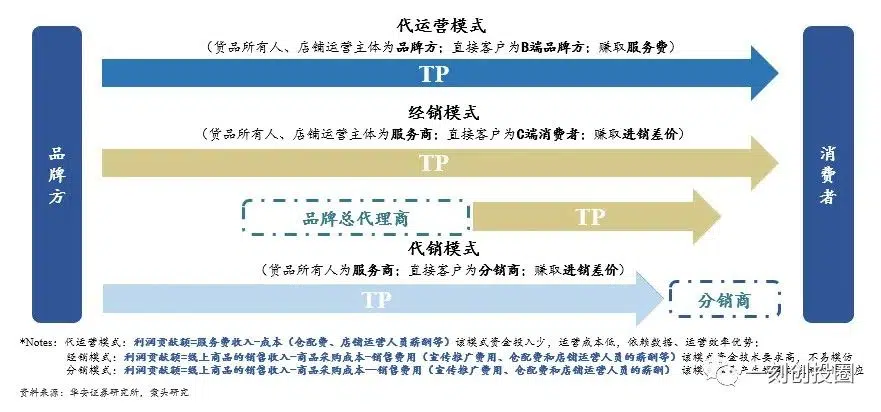 代运营模式
(货品所有人、店铺运营主体为品牌方；直接客户为B端品牌方；赚取服务费)
TP
经销模式
(货品所有人、店铺运营主体为服务商；直接客户为C端消费者；赚取进销差价)
TP
品牌方
消费者
品牌总代理商
TP
代销模式
(货品所有人为服务商；直接客户为分销商；赚取进销差价)
TP
分销商
*Notes：代运营模式：利润贡献额=服务费收入-成本（仓配费、店铺运营人员薪酬等）该模式资金投入少，运营成本低，依赖数据、运营效率优势；
经销模式：利润贡献额=线上商品的销售收入-商品采购成本-销售费用（宣传推广费用、仓配费和店铺运营人员的薪酬等）该模式资金技术要求高，不易模仿
分销模式：利润贡献额=线上商品的销售收入-商品采购成本—销售费用（宣传推广费用、仓配费和店铺运营人员的薪酬） 该模 产生 应
资料来源：华安证券研究所，裳头研究
刻创投圈